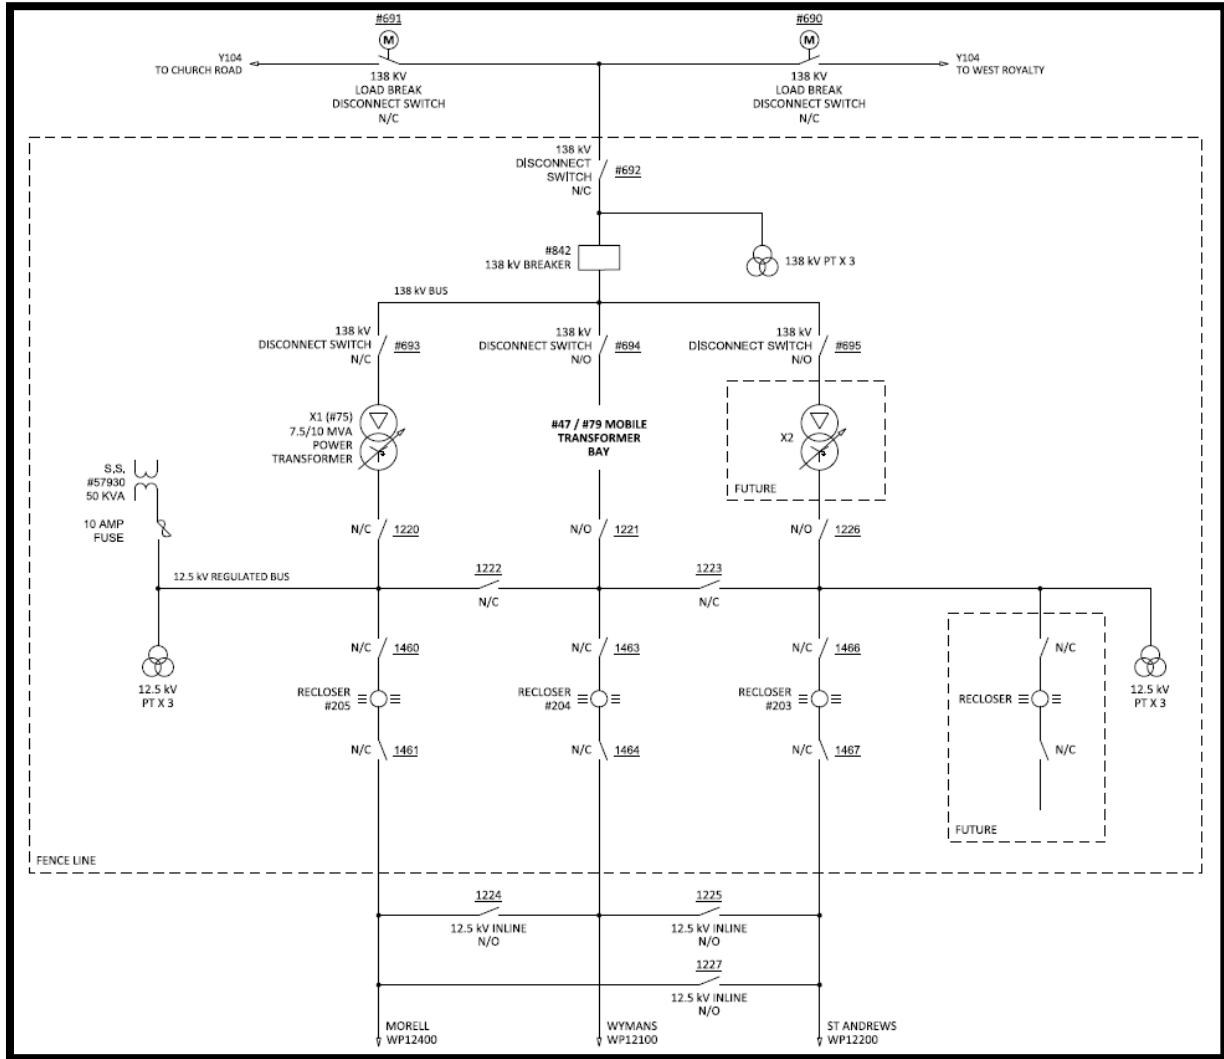 #691
#690
M
M
Y104
TO CHURCH ROAD
Y104
TO WEST ROYALTY
138 KV
LOAD BREAK
DISCONNECT SWITCH
N/C
138 KV
LOAD BREAK
DISCONNECT SWITCH
N/C
138 kV
DISCONNECT
SWITCH
N/C
#692
#842
138 kV BREAKER
138 kV PT X 3
138 kV BUS
138 kV
DISCONNECT SWITCH
N/C
#693
138 kV
DISCONNECT SWITCH
N/O
#694
138 kV
DISCONNECT SWITCH
N/O
#695
X1 (#75)
7.5/10 MVA
POWER
TRANSFORMER
#47 / #79 MOBILE
TRANSFORMER
BAY
X2
FUTURE
S.S.
#57930
50 KVA
10 AMP
FUSE
N/C
1220
N/O
1221
N/O
1226
12.5 kV REGULATED BUS
1222
N/C
1223
N/C
N/C
1460
N/C
1463
N/C
1466
N/C
12.5 kV
PT X 3
RECLOSER
#205
RECLOSER
#204
RECLOSER
#203
RECLOSER
12.5 kV
PT X 3
N/C
1461
N/C
1464
N/C
1467
N/C
FUTURE
FENCE LINE
1224
12.5 kV INLINE
N/O
1225
12.5 kV INLINE
N/O
1227
12.5 kV INLINE
N/O
MORELL
WP12400
WYMANS
WP12100
ST ANDREWS
WP12200